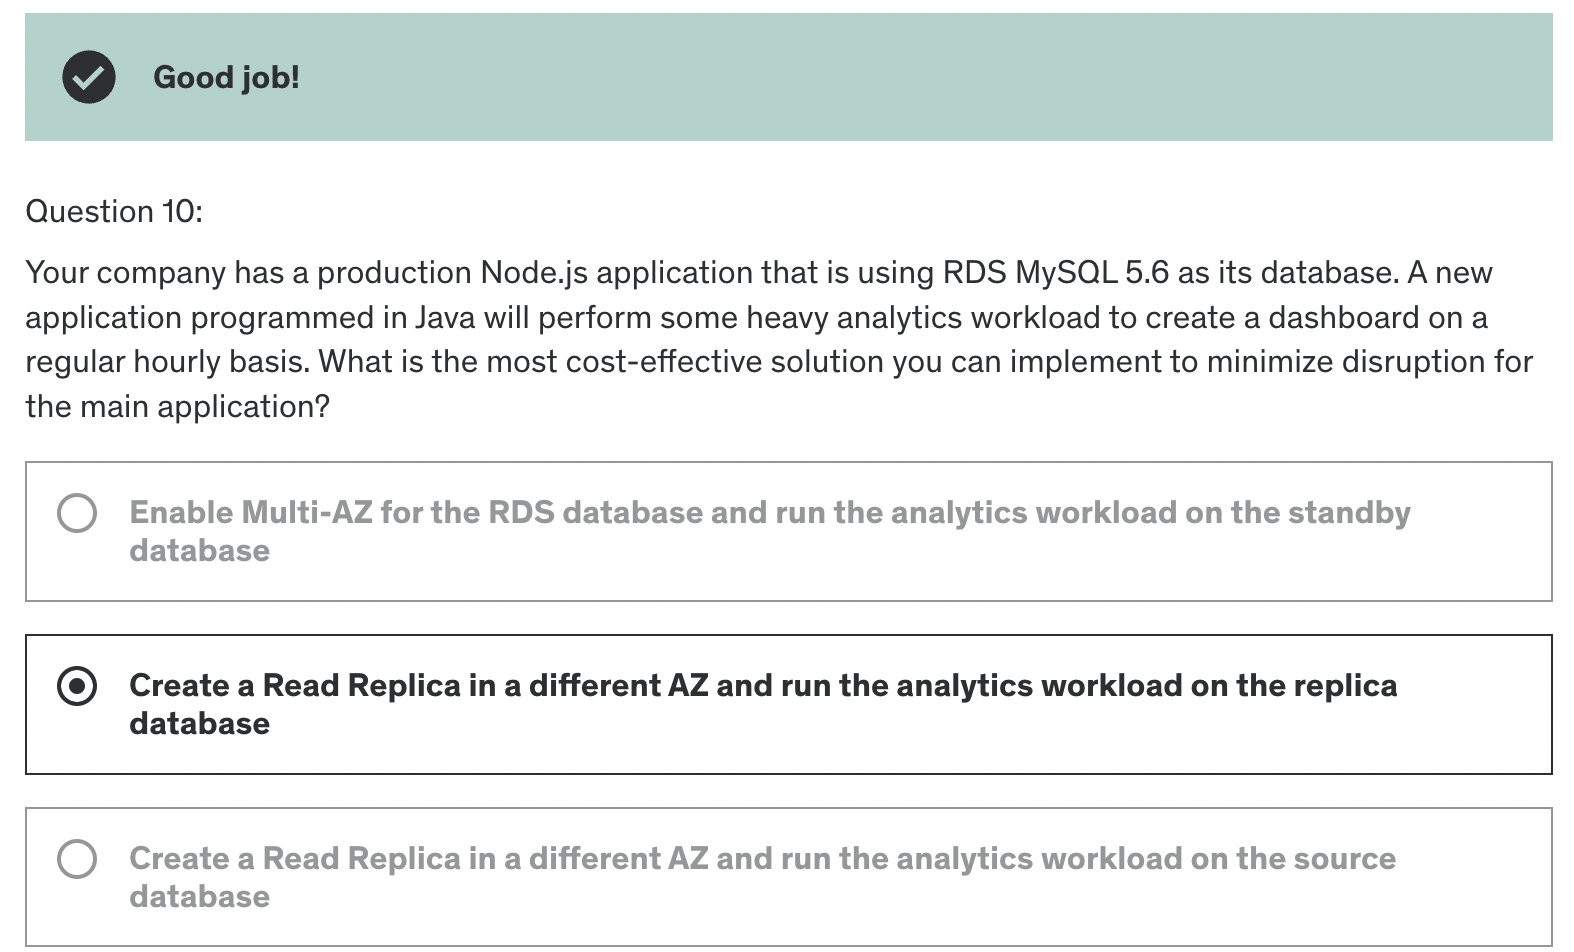 Good job!
Question 10:
Your company has a production Node.js application that is using RDS MySQL 5.6 as its database. A new
application programmed in Java will perform some heavy analytics workload to create a dashboard on a
regular hourly basis. What is the most cost-effective solution you can implement to minimize disruption for
the main application?
Enable Multi-AZ for the RDS database and run the analytics workload on the standby
database
Create a Read Replica in a different AZ and run the analytics workload on the replica
database
Create a Read Replica in a different AZ and run the analytics workload on the source
database